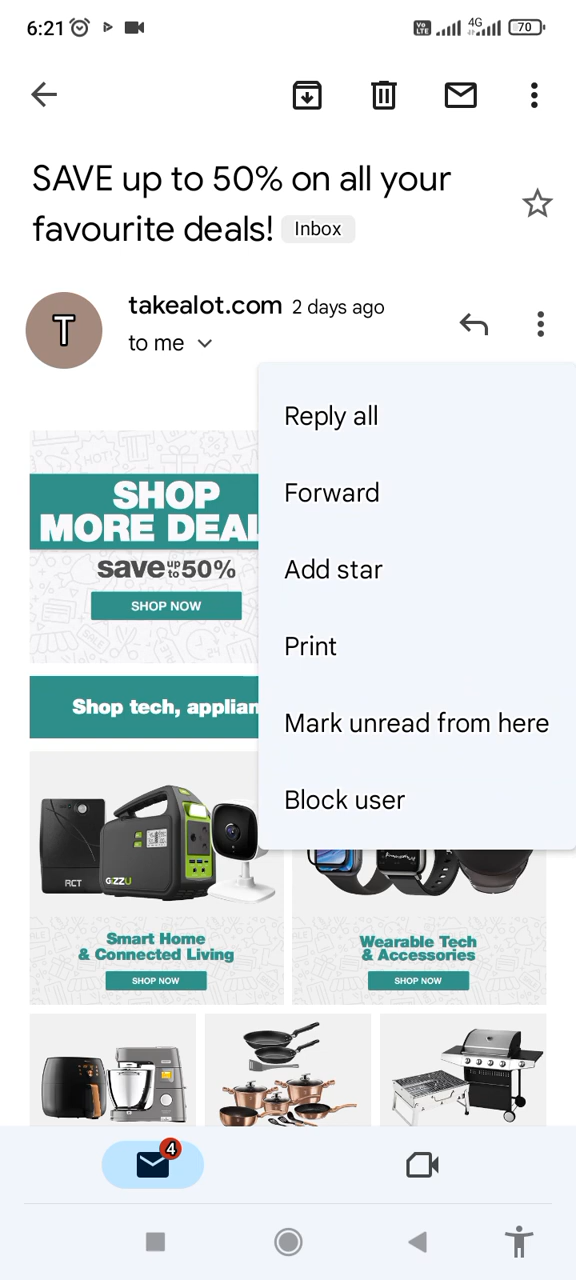 6:21
Vo LTE 4G 70
SAVE up to 50% on all your
favourite deals! Inbox
T
takealot.com 2 days ago
to me
Reply all
Forward
Add star
Print
Mark unread from here
Block user
SHOP
MORE DEAL
save up to 50%
SHOP NOW
Shop tech, applian
RCT
GIZZU
Smart Home
& Connected Living
SHOP NOW
Wearable Tech
& Accessories
SHOP NOW
4